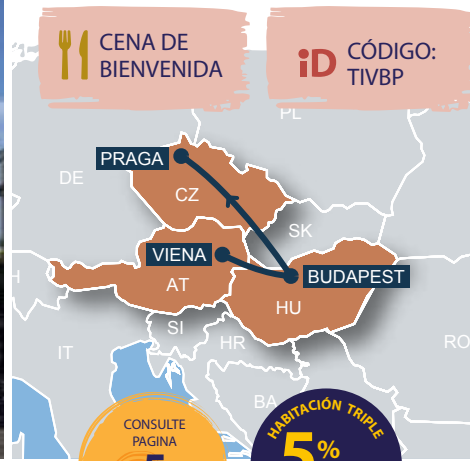 CENA DE
BIENVENIDA
iD CÓDIGO:
TIVBP
PL
DE
PRAGA
CZ
SK
VIENA
BUDAPEST
AT
HU
H
SI
HR
RO
IT
BA
CONSULTE
PAGINA
HABITACIÓN TRIPLE
5%